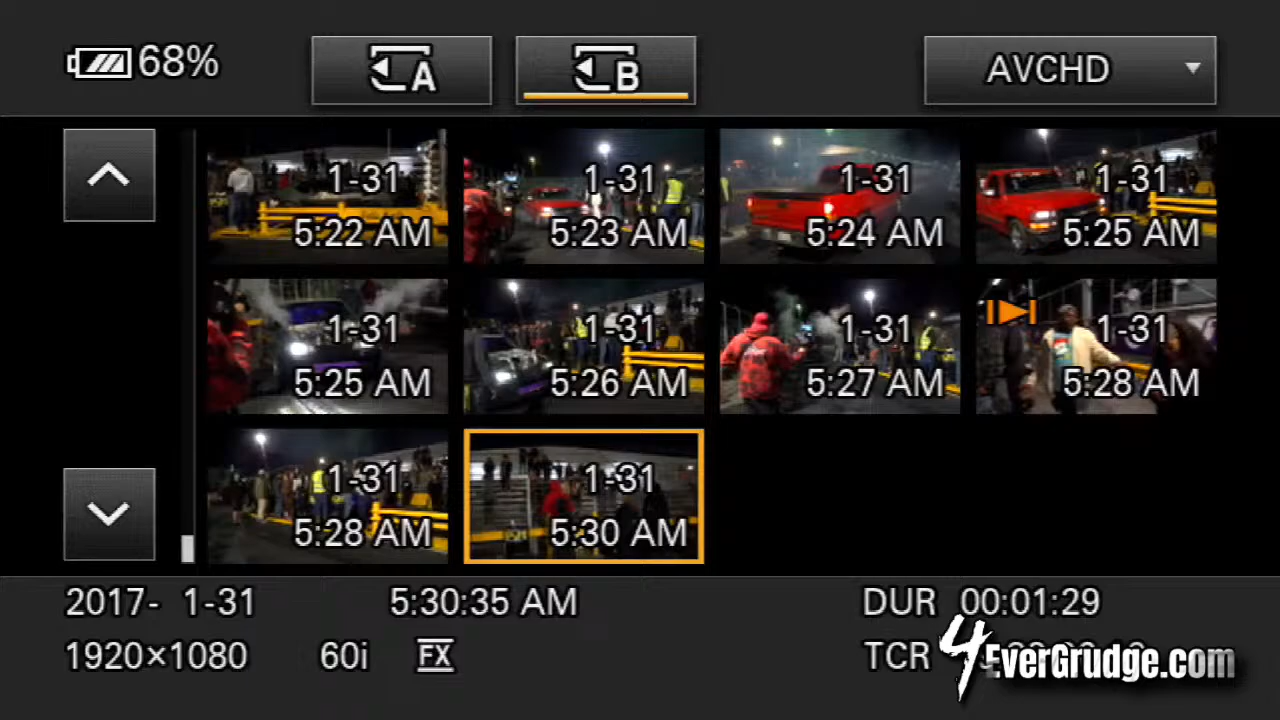 68% A B AVCHD
1-31 1-31 1-31 1-31
5:22 AM 5:23 AM 5:24 AM 5:25 AM
1-31 1-31 1-31 1-31
5:25 AM 5:26 AM 5:27 AM 5:28 AM
1-31 1-31
5:28 AM 5:30 AM
2017- 1-31 5:30:35 AM DUR 00:01:29
1920×1080 60i FX TCR
4EverGrudge.com